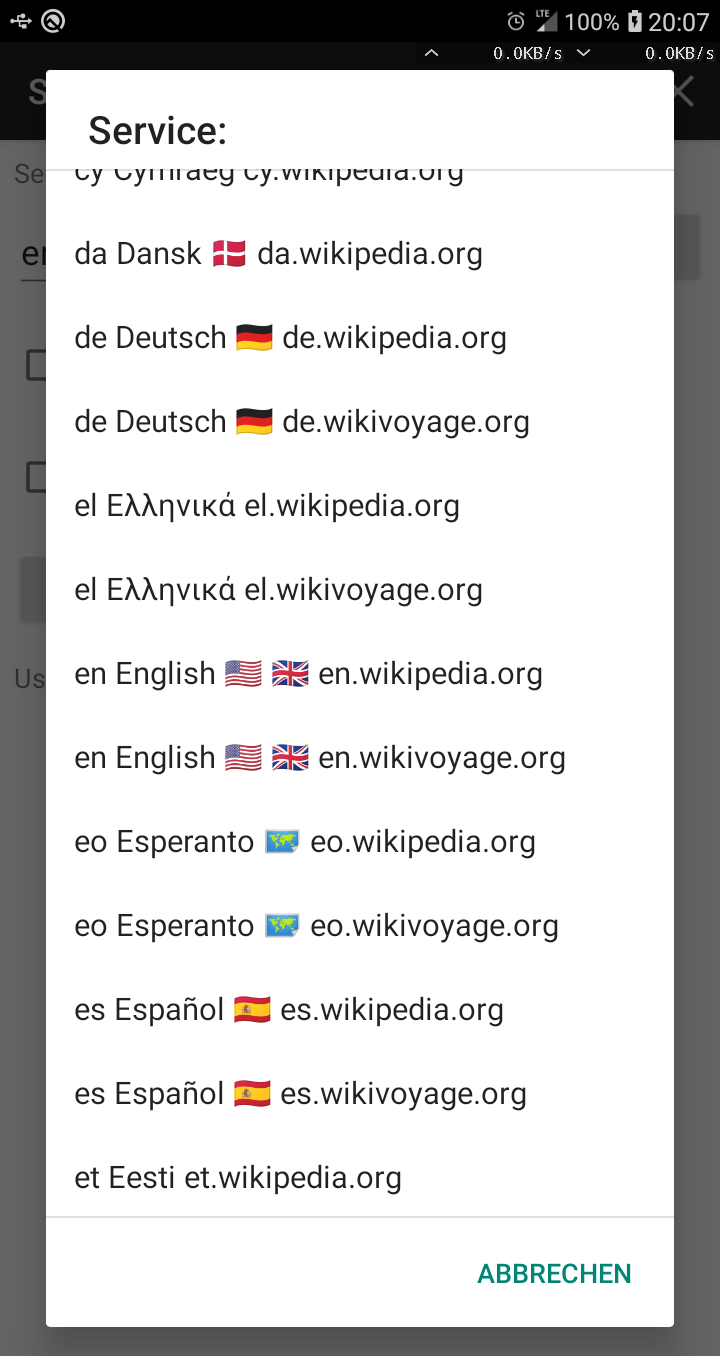 LTE 100% 20:07
0.0KB/s 0.0KB/s
S
Service:
Se
cy Cymraeg cy.wikipedia.org
da Dansk 🇩🇰 da.wikipedia.org
de Deutsch 🇩🇪 de.wikipedia.org
de Deutsch 🇩🇪 de.wikivoyage.org
el Ελληνικά el.wikipedia.org
el Ελληνικά el.wikivoyage.org
en English 🇺🇸 🇬🇧 en.wikipedia.org
Us
en English 🇺🇸 🇬🇧 en.wikivoyage.org
eo Esperanto 🗺️ eo.wikipedia.org
eo Esperanto 🗺️ eo.wikivoyage.org
es Español 🇪🇸 es.wikipedia.org
es Español 🇪🇸 es.wikivoyage.org
et Eesti et.wikipedia.org
ABBRECHEN